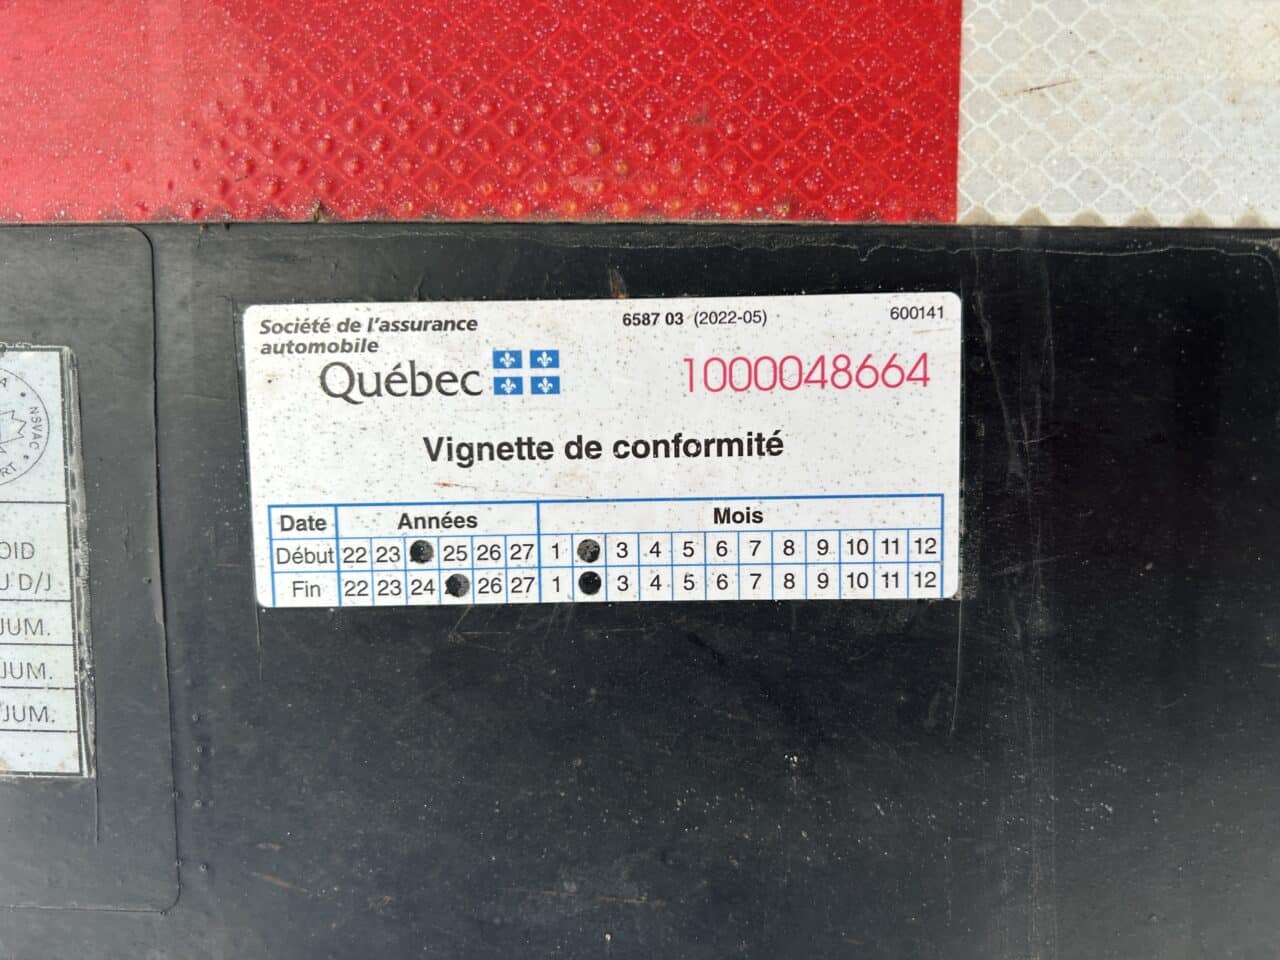 Société de l'assurance
automobile
Québec
6587 03 (2022-05)
600141
1000048664
Vignette de conformité
Date Années Mois
Début 22 23 25 26 27 1 3 4 5 6 7 8 9 10 11 12
Fin 22 23 24 26 27 1 3 4 5 6 7 8 9 10 11 12
NSVAC
D/J
JUM.
JUM.
JUM.